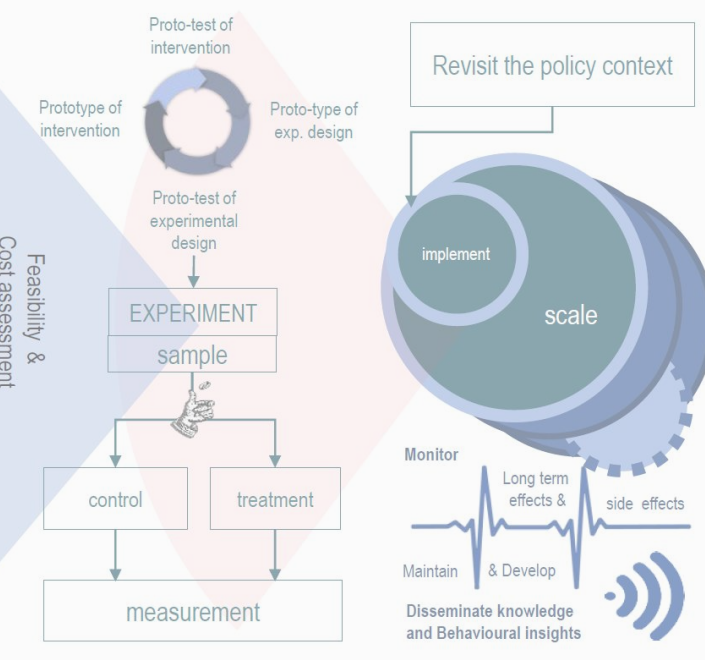 Proto-test of
intervention
Prototype of
intervention
Proto-type of
exp. design
Proto-test of
experimental
design
Feasibility &
Cost assessment
EXPERIMENT
sample
control
treatment
measurement
Revisit the policy context
implement
scale
Monitor
Long term
effects &
side effects
Maintain
& Develop
Disseminate knowledge
and Behavioural insights